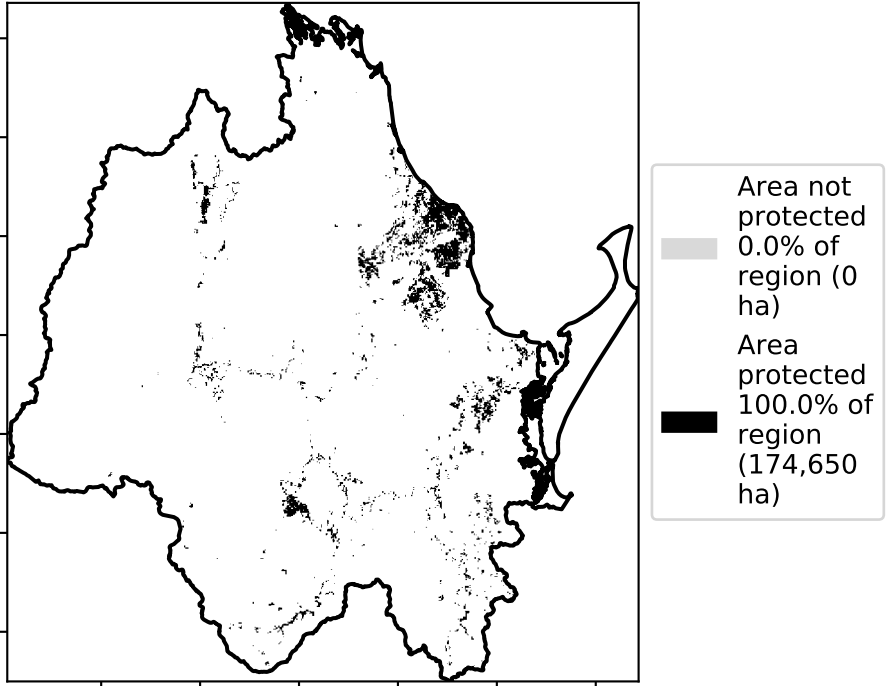 Area not
protected
0.0% of
region (0
ha)
Area
protected
100.0% of
region
(174,650
ha)